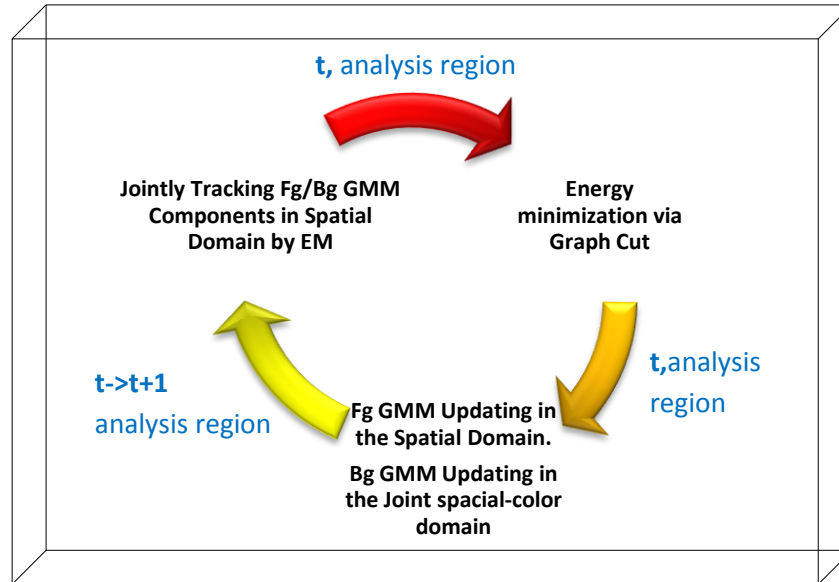 t, analysis region
Jointly Tracking Fg/Bg GMM
Components in Spatial
Domain by EM
Energy
minimization via
Graph Cut
t->t+1
analysis region
t,analysis
region
Fg GMM Updating in
the Spatial Domain.
Bg GMM Updating in
the Joint spacial-color
domain